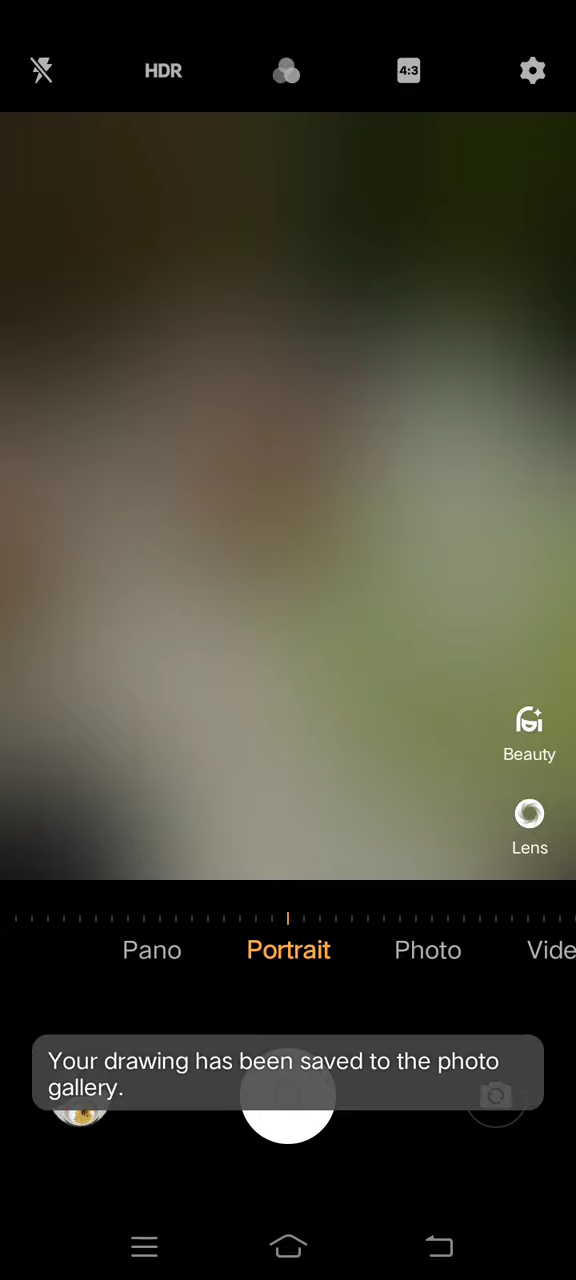 HDR
4:3
Beauty
Lens
Pano Portrait Photo Vide
Your drawing has been saved to the photo
gallery.